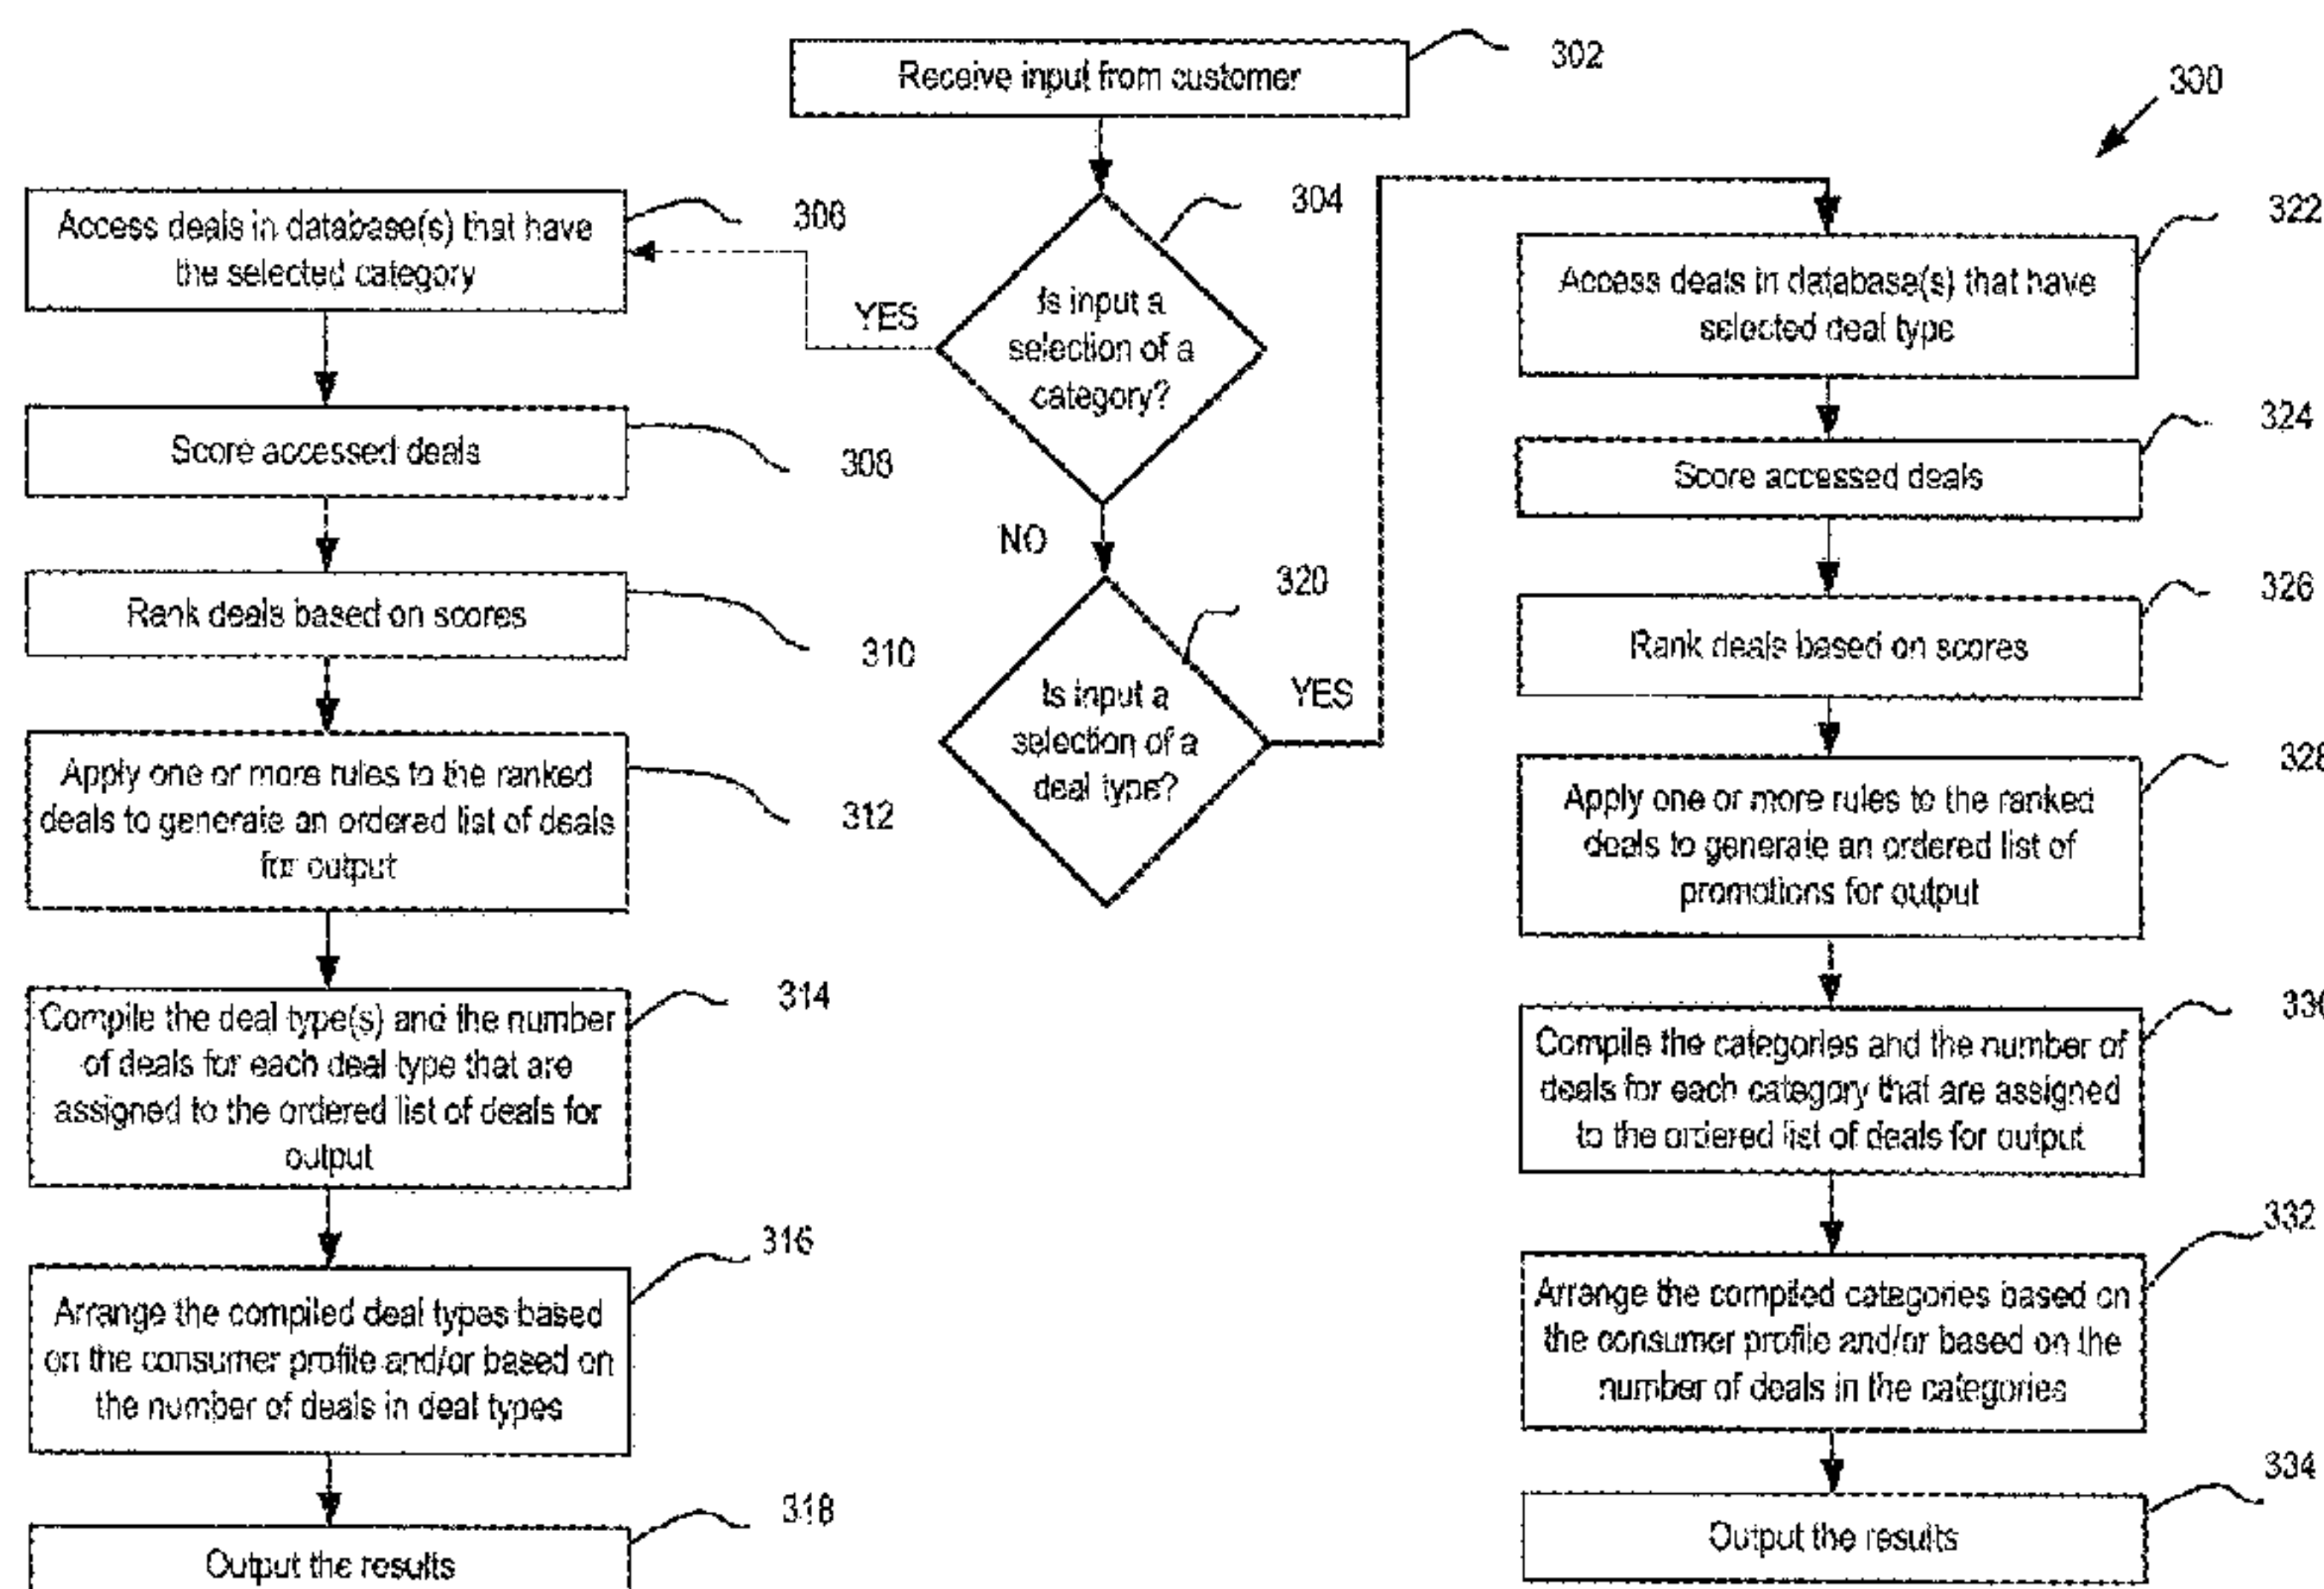 Receive input from customer
302
300
304
Is input a
selection of a
category?
YES
NO
306
Access deals in database(s) that have
the selected category
Score accessed deals
308
Rank deals based on scores
310
Apply one or more rules to the ranked
deals to generate an ordered list of deals
for output
312
Compile the deal type(s) and the number
of deals for each deal type that are
assigned to the ordered list of deals for
output
314
Arrange the compiled deal types based
on the consumer profile and/or based on
the number of deals in deal types
316
Output the results
318
320
Is input a
selection of a
deal type?
YES
Access deals in database(s) that have
selected deal type
322
Score accessed deals
324
Rank deals based on scores
326
Apply one or more rules to the ranked
deals to generate an ordered list of
promotions for output
328
Compile the categories and the number of
deals for each category that are assigned
to the ordered list of deals for output
330
Arrange the compiled categories based on
the consumer profile and/or based on the
number of deals in the categories
332
Output the results
334